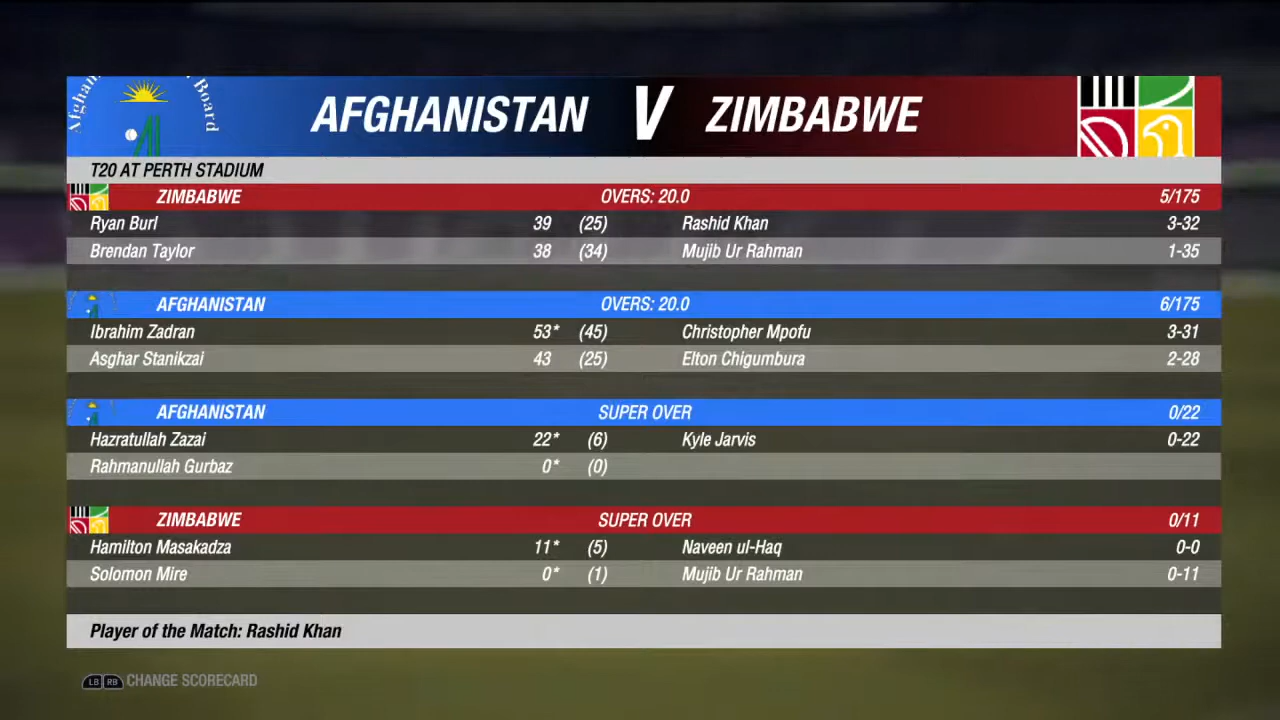 Afghan Board
AFGHANISTAN V ZIMBABWE
T20 AT PERTH STADIUM
ZIMBABWE OVERS: 20.0 5/175
Ryan Burl 39 (25) Rashid Khan 3-32
Brendan Taylor 38 (34) Mujib Ur Rahman 1-35
AFGHANISTAN OVERS: 20.0 6/175
Ibrahim Zadran 53* (45) Christopher Mpofu 3-31
Asghar Stanikzai 43 (25) Elton Chigumbura 2-28
AFGHANISTAN SUPER OVER 0/22
Hazratullah Zazai 22* (6) Kyle Jarvis 0-22
Rahmanullah Gurbaz 0* (0)
ZIMBABWE SUPER OVER 0/11
Hamilton Masakadza 11* (5) Naveen ul-Haq 0-0
Solomon Mire 0* (1) Mujib Ur Rahman 0-11
Player of the Match: Rashid Khan
LB RB CHANGE SCORECARD